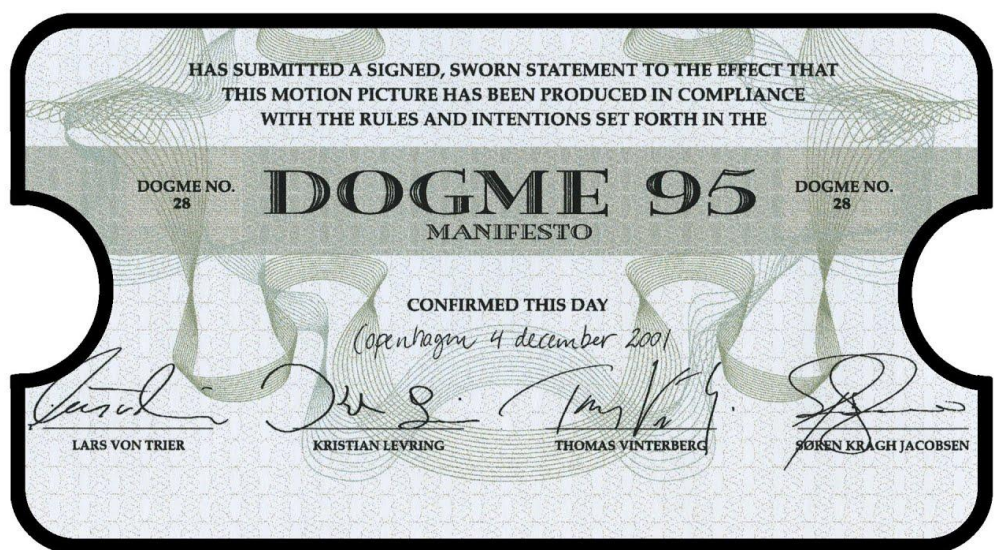 HAS SUBMITTED A SIGNED, SWORN STATEMENT TO THE EFFECT THAT
THIS MOTION PICTURE HAS BEEN PRODUCED IN COMPLIANCE
WITH THE RULES AND INTENTIONS SET FORTH IN THE
DOGME NO.
28
DOGME 95
MANIFESTO
DOGME NO.
28
CONFIRMED THIS DAY
Copenhagen 4 december 2001
LARS VON TRIER
KRISTIAN LEVRING
THOMAS VINTERBERG
SØREN KRAGH JACOBSEN